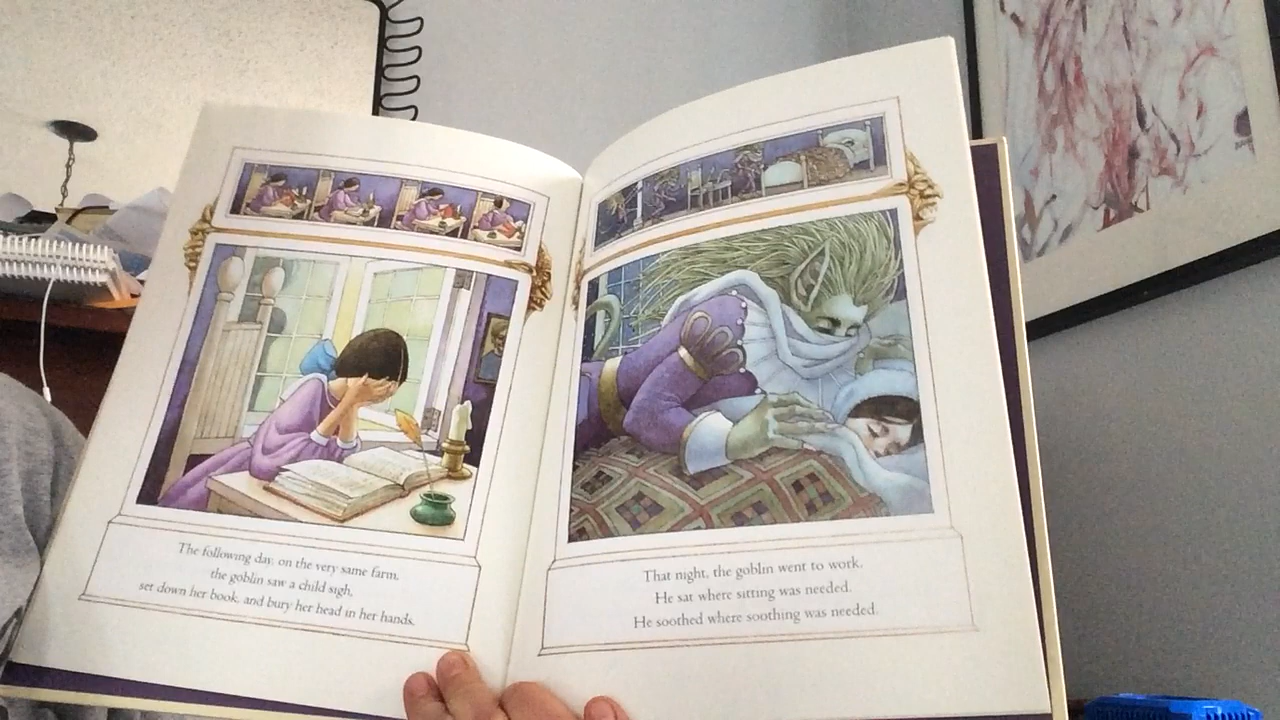 The following day, on the very same farm,
the goblin saw a child sigh,
set down her book, and bury her head in her hands.
That night, the goblin went to work.
He sat where sitting was needed.
He soothed where soothing was needed.